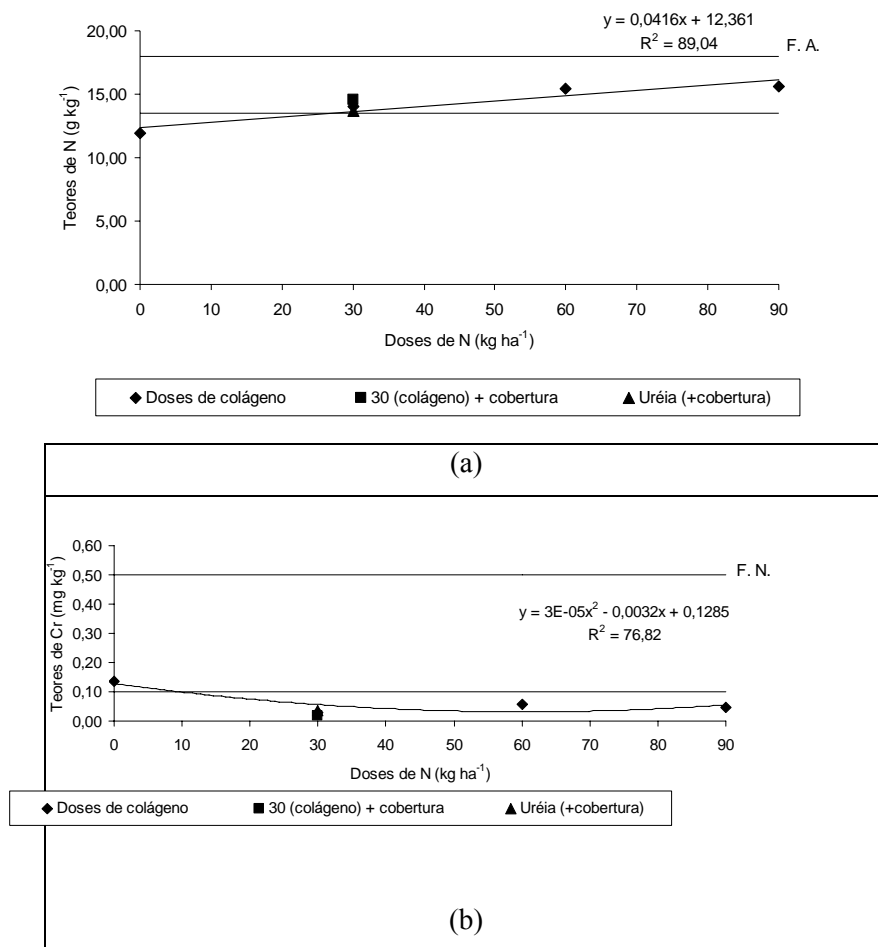 y = 0,0416x + 12,361
R² = 89,04
F. A.
20,00
15,00
10,00
5,00
0,00
Teores de N (g kg⁻¹)
0 10 20 30 40 50 60 70 80 90
Doses de N (kg ha⁻¹)
Doses de colágeno 30 (colágeno) + cobertura Uréia (+cobertura)
(a)
0,60
0,50
0,40
0,30
0,20
0,10
0,00
Teores de Cr (mg kg⁻¹)
F. N.
y = 3E-05x² - 0,0032x + 0,1285
R² = 76,82
0 10 20 30 40 50 60 70 80 90
Doses de N (kg ha⁻¹)
Doses de colágeno 30 (colágeno) + cobertura Uréia (+cobertura)
(b)